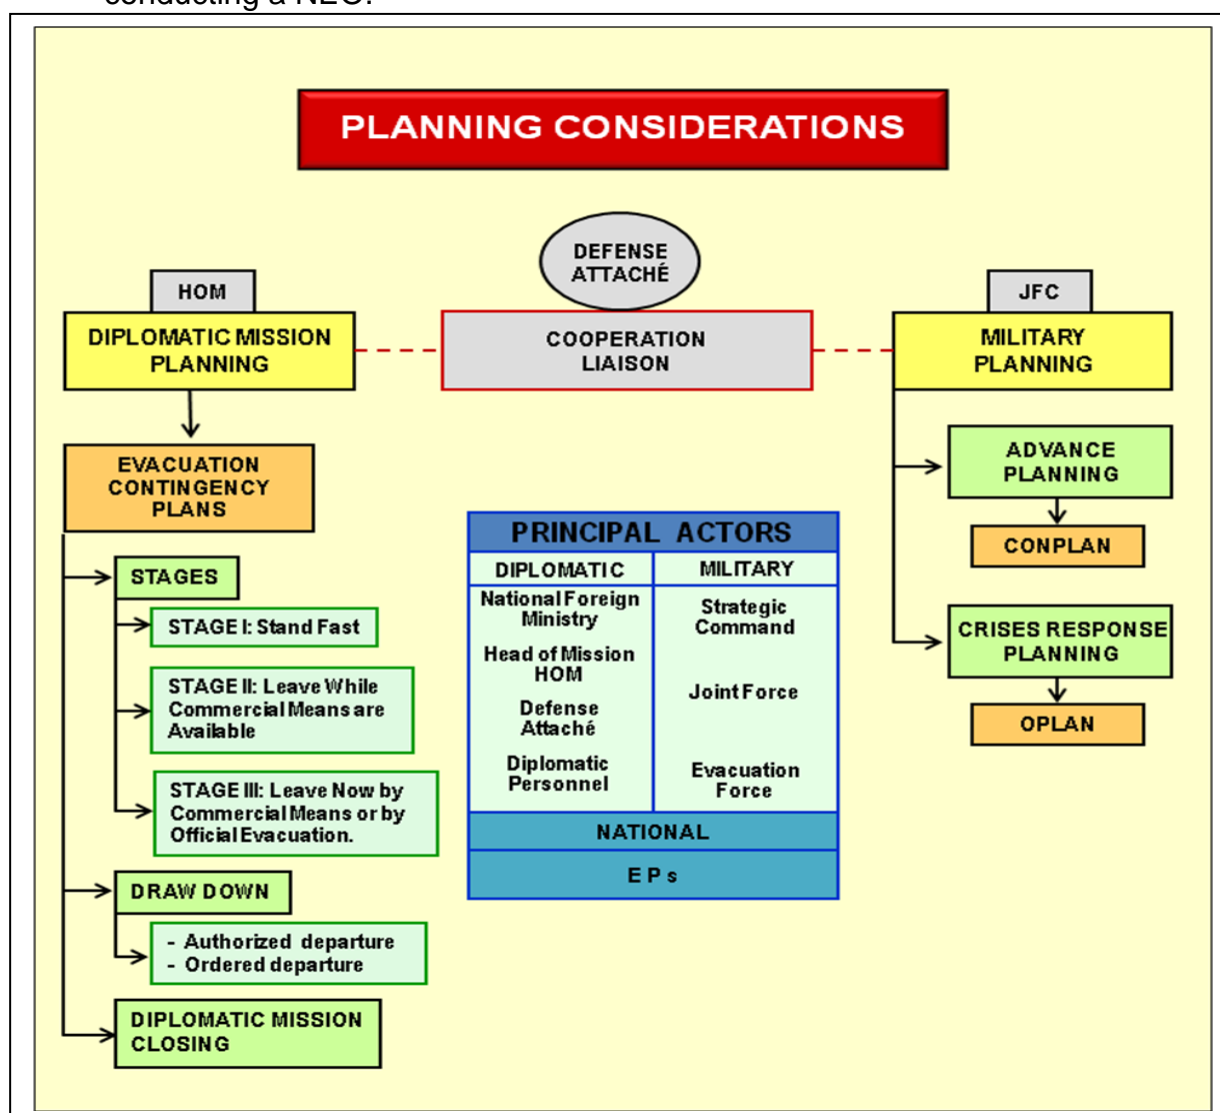 conducting a NEO.
PLANNING CONSIDERATIONS
DEFENSE
ATTACHÉ
HOM
JFC
DIPLOMATIC MISSION
PLANNING
COOPERATION
LIAISON
MILITARY
PLANNING
EVACUATION
CONTINGENCY
PLANS
ADVANCE
PLANNING
CONPLAN
CRISES RESPONSE
PLANNING
OPLAN
STAGES
STAGE I: Stand Fast
STAGE II: Leave While
Commercial Means are
Available
STAGE III: Leave Now by
Commercial Means or by
Official Evacuation.
DRAW DOWN
- Authorized departure
- Ordered departure
DIPLOMATIC MISSION
CLOSING
PRINCIPAL ACTORS
DIPLOMATIC
MILITARY
National Foreign
Ministry
Head of Mission
HOM
Defense
Attaché
Diplomatic
Personnel
Strategic
Command
Joint Force
Evacuation
Force
NATIONAL
E P s